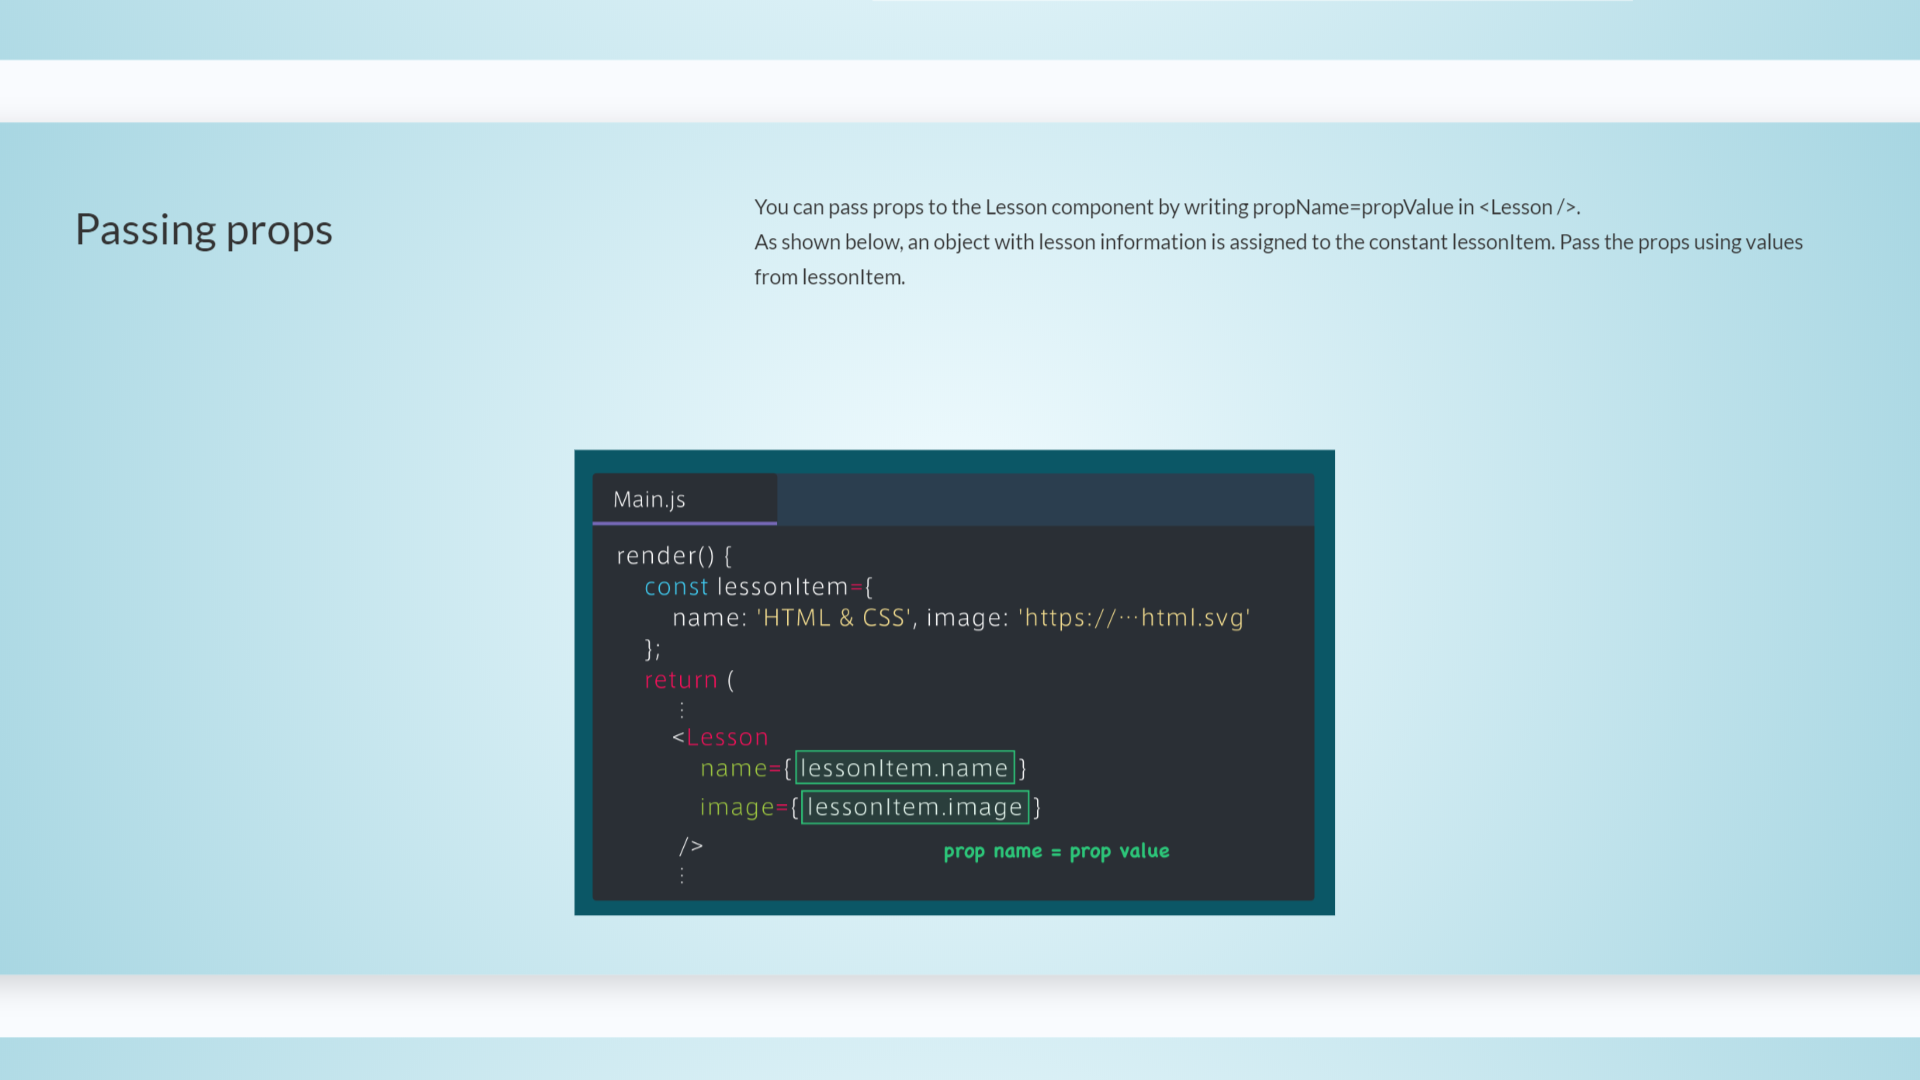 Passing props
You can pass props to the Lesson component by writing propName=propValue in <Lesson />.
As shown below, an object with lesson information is assigned to the constant lessonItem. Pass the props using values
from lessonItem.
Main.js
render() {
const lessonItem={
name: 'HTML & CSS', image: 'https://⋯html.svg'
};
return (
⋮
<Lesson
name={lessonItem.name}
image={lessonItem.image}
/>
prop name = prop value
⋮